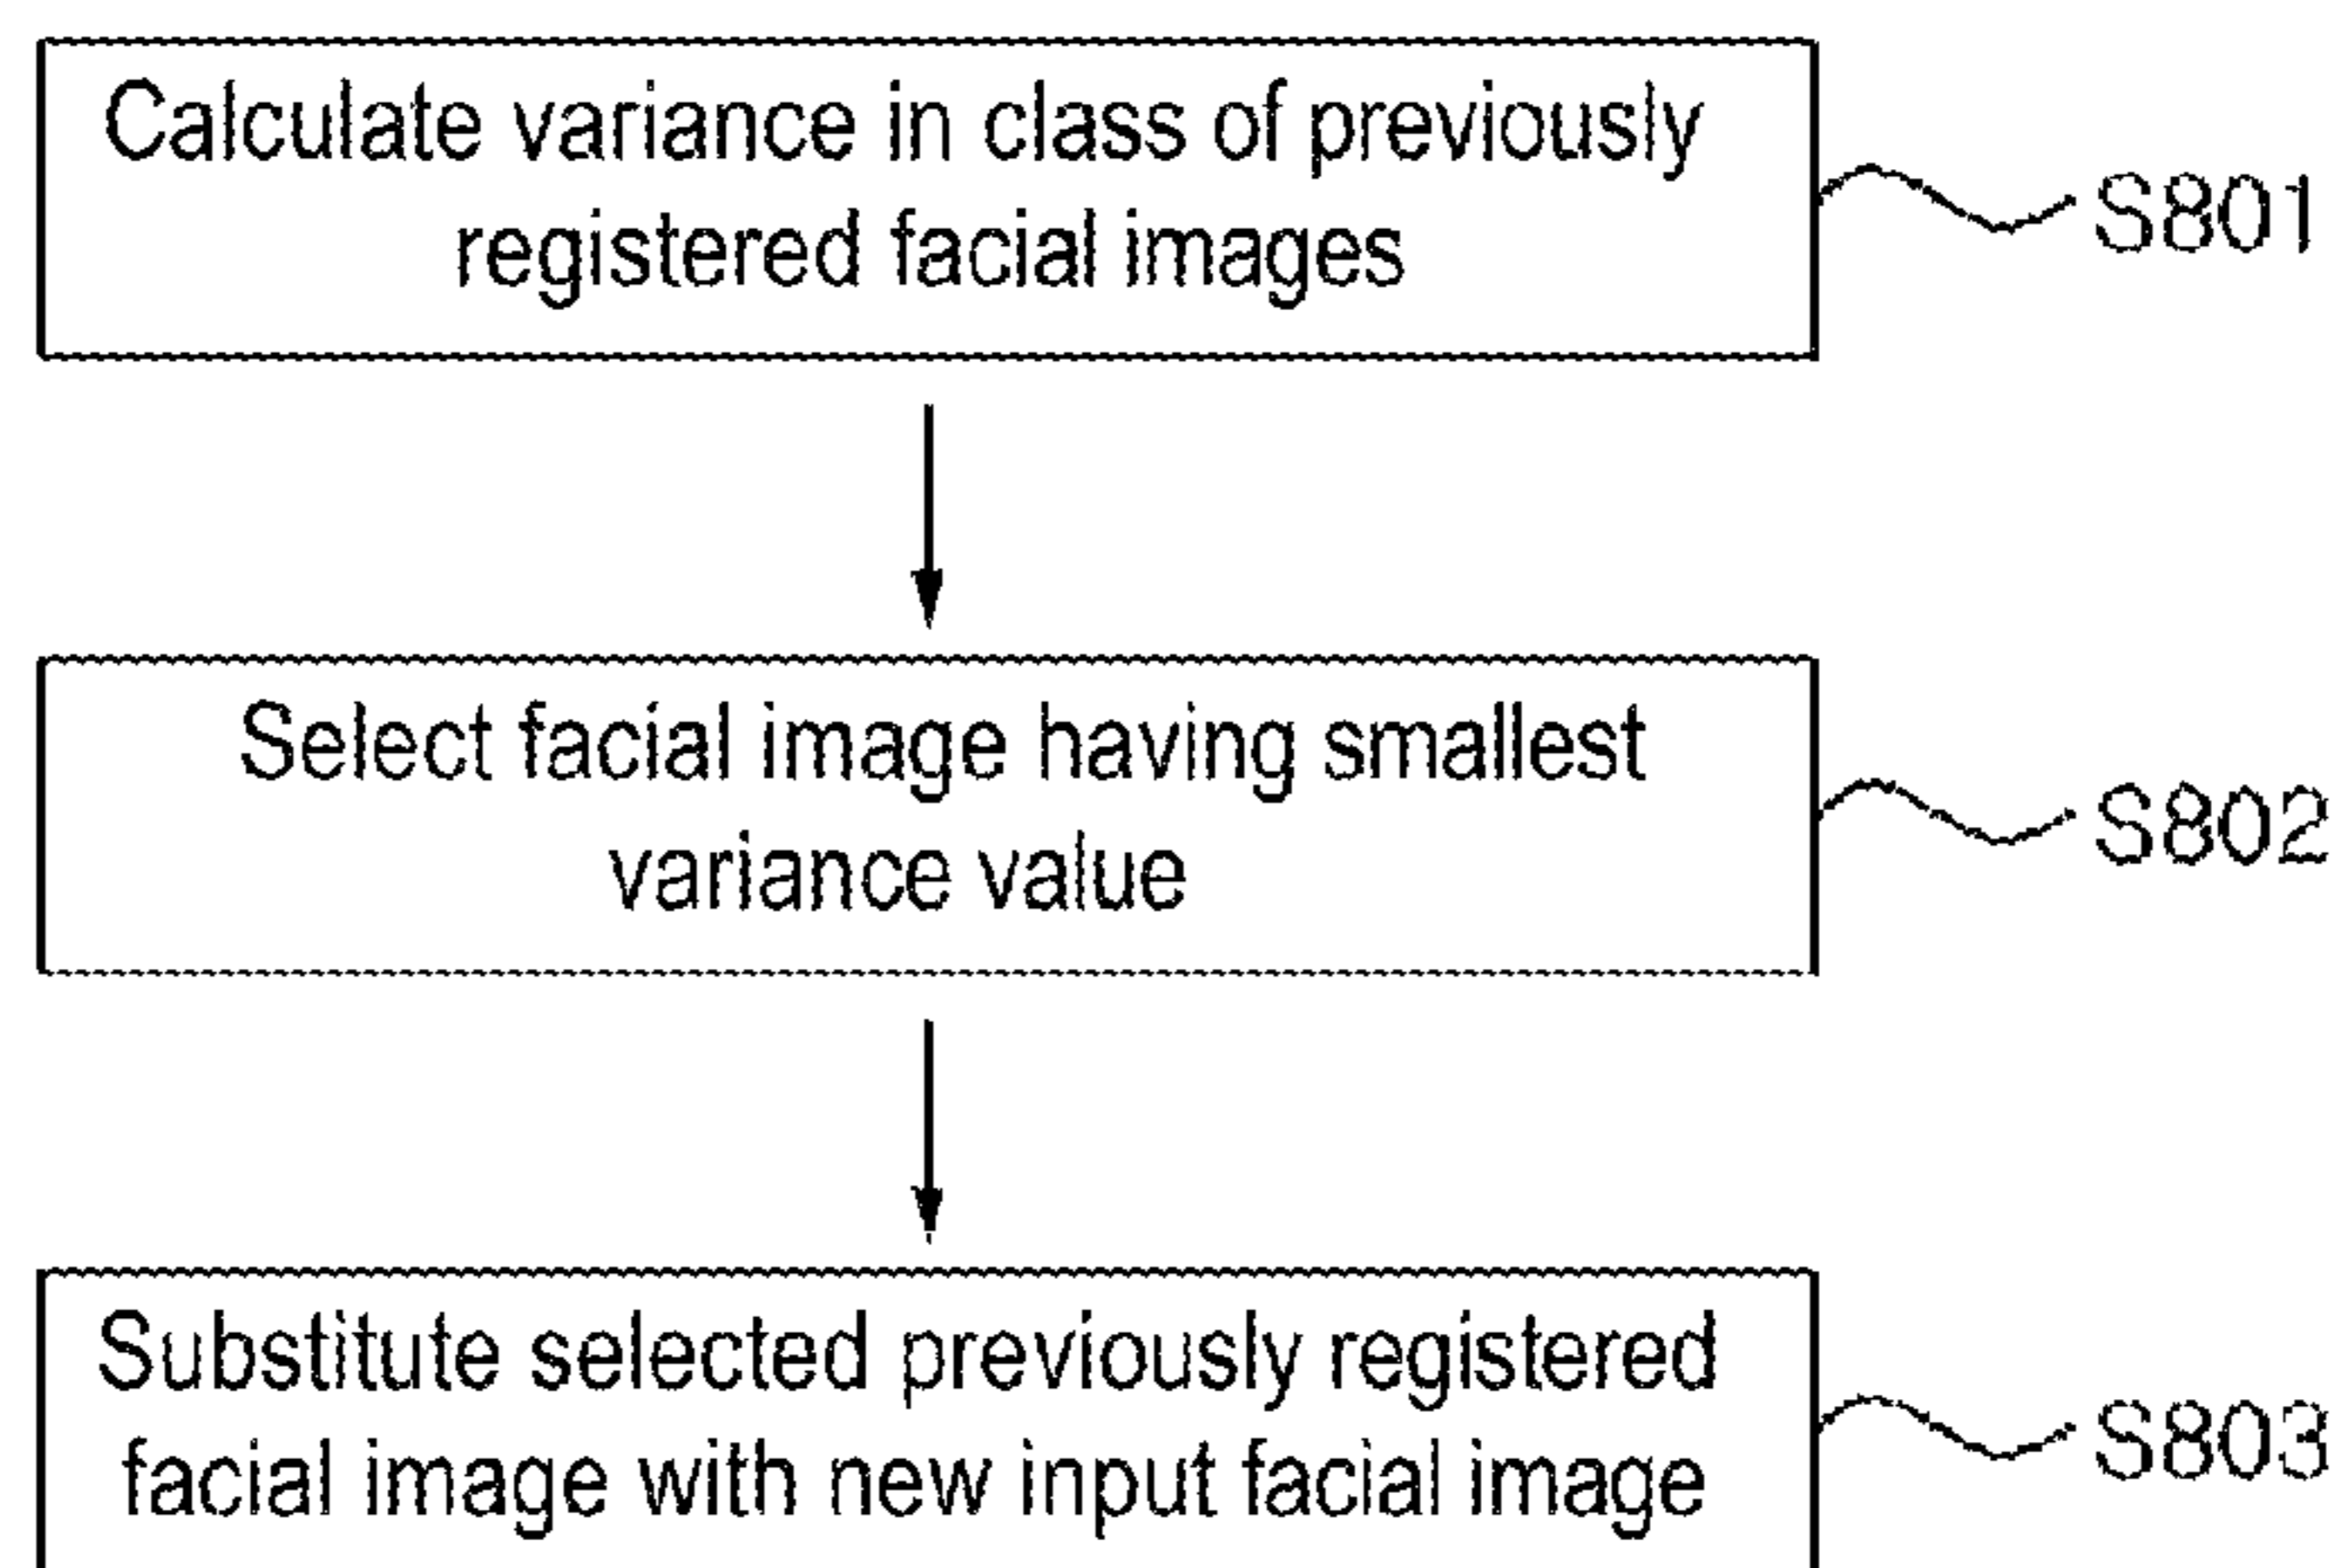 Calculate variance in class of previously
registered facial images
S801
Select facial image having smallest
variance value
S802
Substitute selected previously registered
facial image with new input facial image
S803